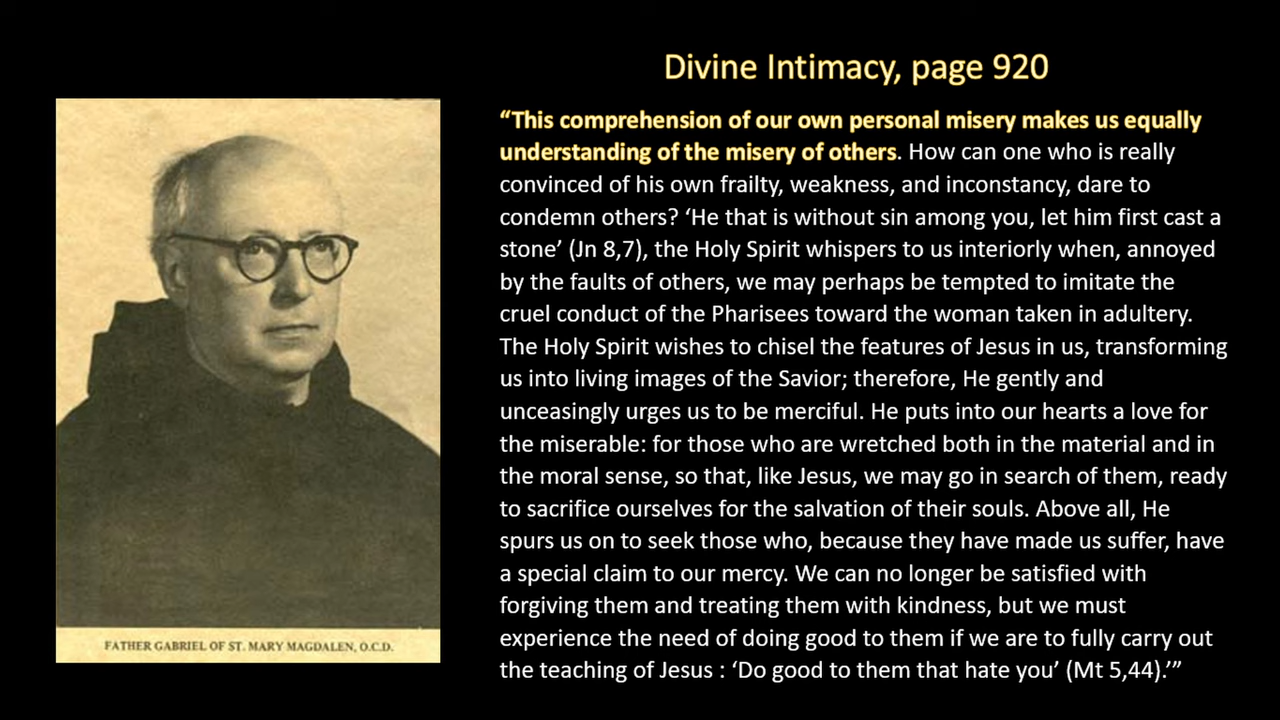 Divine Intimacy, page 920
“This comprehension of our own personal misery makes us equally
understanding of the misery of others. How can one who is really
convinced of his own frailty, weakness, and inconstancy, dare to
condemn others? ‘He that is without sin among you, let him first cast a
stone’ (Jn 8,7), the Holy Spirit whispers to us interiorly when, annoyed
by the faults of others, we may perhaps be tempted to imitate the
cruel conduct of the Pharisees toward the woman taken in adultery.
The Holy Spirit wishes to chisel the features of Jesus in us, transforming
us into living images of the Savior; therefore, He gently and
unceasingly urges us to be merciful. He puts into our hearts a love for
the miserable: for those who are wretched both in the material and in
the moral sense, so that, like Jesus, we may go in search of them, ready
to sacrifice ourselves for the salvation of their souls. Above all, He
spurs us on to seek those who, because they have made us suffer, have
a special claim to our mercy. We can no longer be satisfied with
forgiving them and treating them with kindness, but we must
experience the need of doing good to them if we are to fully carry out
the teaching of Jesus : ‘Do good to them that hate you’ (Mt 5,44).’”
FATHER GABRIEL OF ST. MARY MAGDALEN, O.C.D.